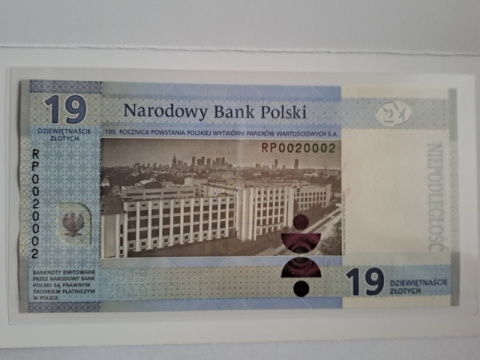 19
DZIEWIĘTNAŚCIE
ZŁOTYCH
Narodowy Bank Polski
100. ROCZNICA POWSTANIA POLSKIEJ WYTWÓRNI PAPIERÓW WARTOŚCIOWYCH S.A.
RP0020002
RP0020002
NIEPODLEGŁOŚĆ
BANKNOTY EMITOWANE
PRZEZ NARODOWY BANK
POLSKI SĄ PRAWNYM
ŚRODKIEM PŁATNICZYM
W POLSCE.
19
DZIEWIĘTNAŚCIE
ZŁOTYCH